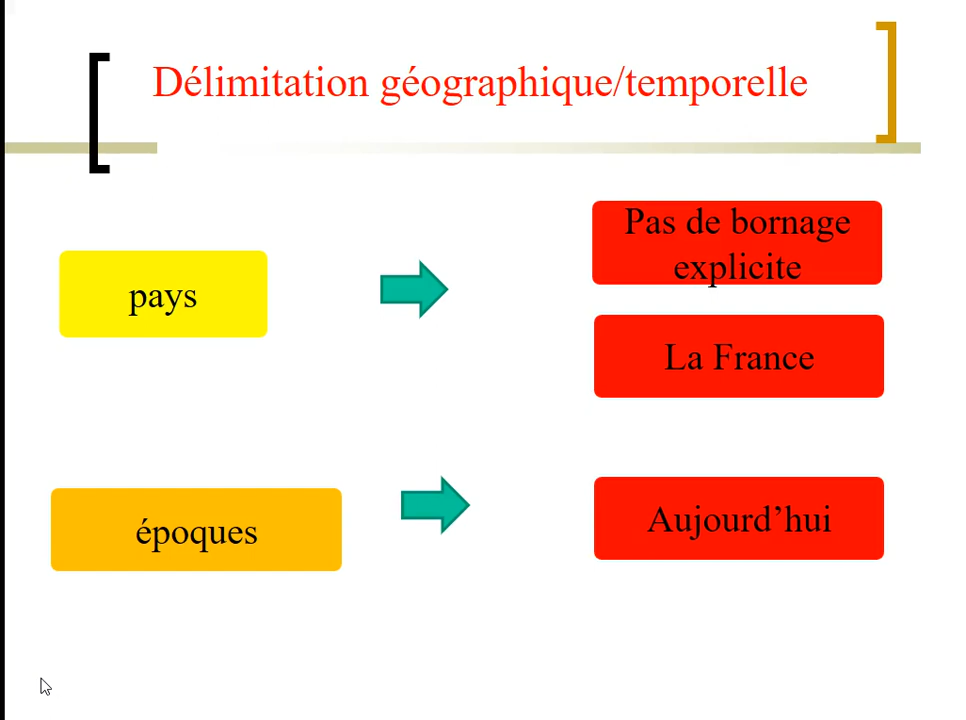 Délimitation géographique/temporelle
pays
Pas de bornage
explicite
La France
époques
Aujourd’hui